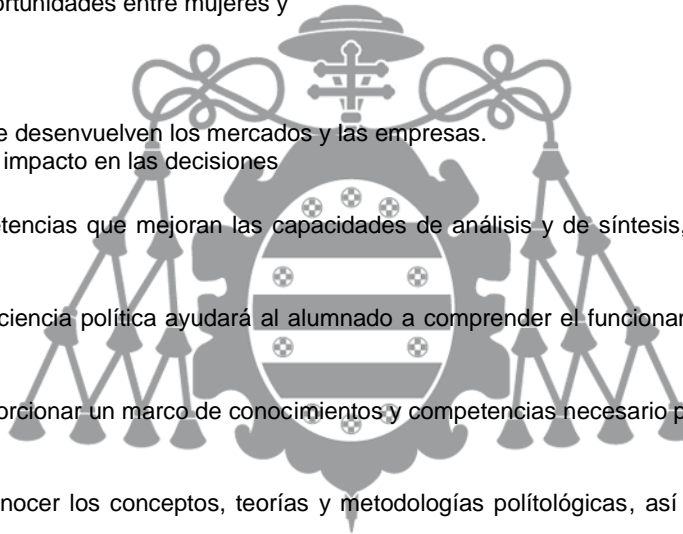 ortunidades entre mujeres y
e desenvuelven los mercados y las empresas.
impacto en las decisiones
tencias que mejoran las capacidades de análisis y de síntesis,
ciencia política ayudará al alumnado a comprender el funcionar
orcionar un marco de conocimientos y competencias necesario p
nocer los conceptos, teorías y metodologías polítológicas, así